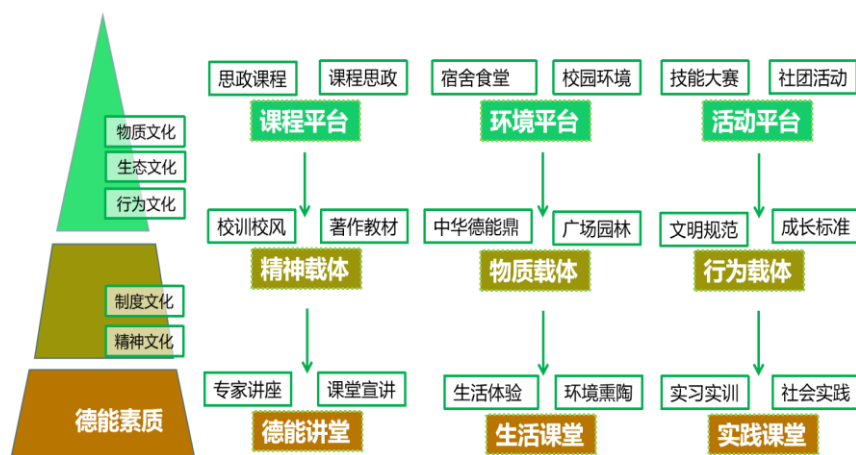 思政课程
课程思政
宿舍食堂
校园环境
技能大赛
社团活动
课程平台
环境平台
活动平台
物质文化
生态文化
行为文化
校训校风
著作教材
中华德能鼎
广场园林
文明规范
成长标准
精神载体
物质载体
行为载体
制度文化
精神文化
专家讲座
课堂宣讲
生活体验
环境熏陶
实习实训
社会实践
德能素质
德能讲堂
生活课堂
实践课堂